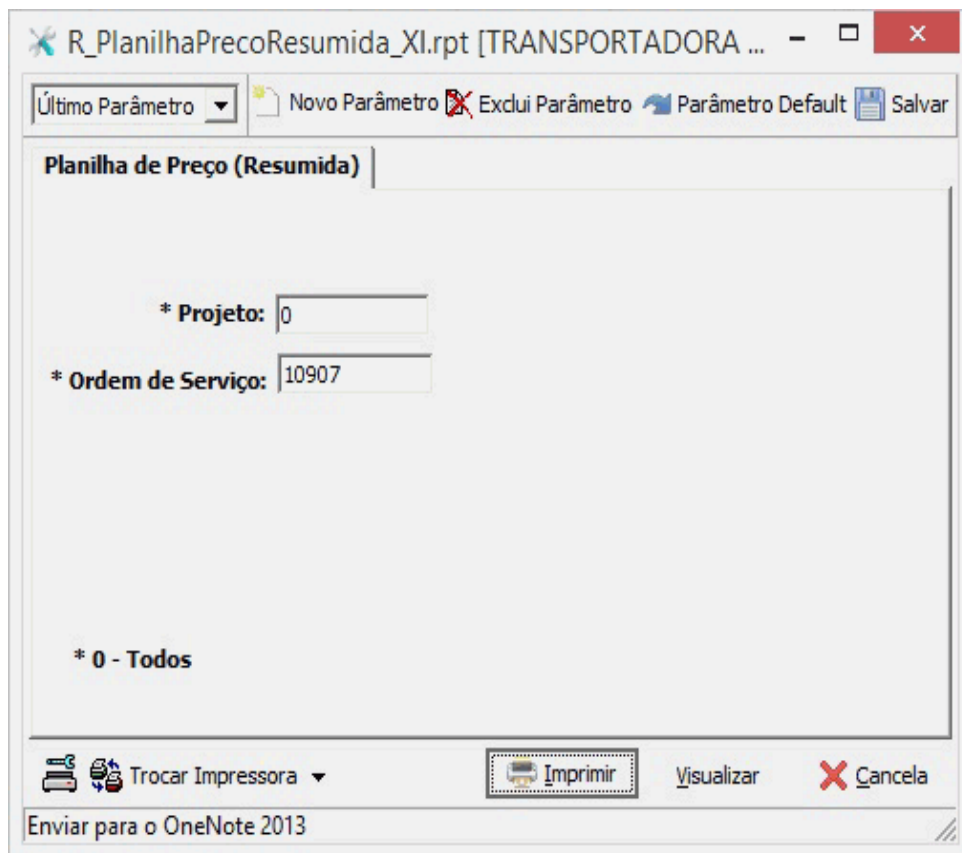 R_PlanilhaPrecoResumida_XI.rpt [TRANSPORTADORA ...
Último Parâmetro Novo Parâmetro Exclui Parâmetro Parâmetro Default Salvar
Planilha de Preço (Resumida)
* Projeto: 0
* Ordem de Serviço: 10907
* 0 - Todos
Trocar Impressora Imprimir Visualizar Cancela
Enviar para o OneNote 2013